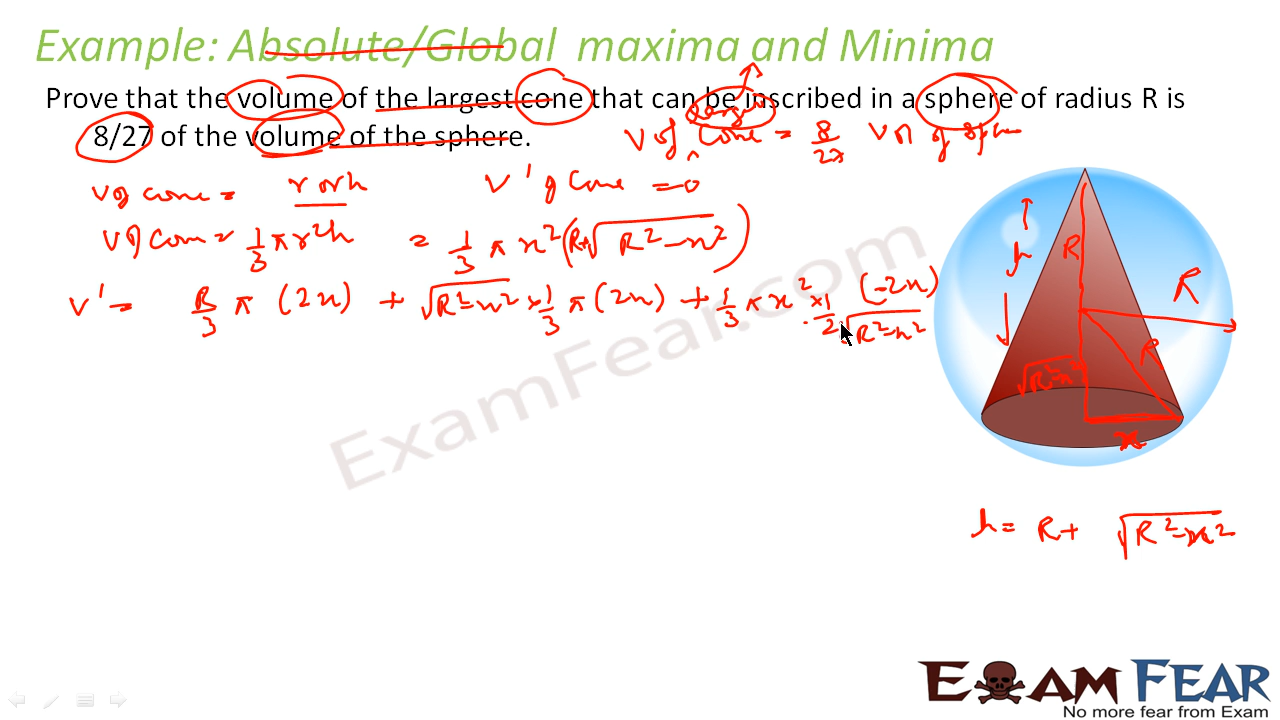 Example: Absolute/Global maxima and Minima
Prove that the volume of the largest cone that can be inscribed in a sphere of radius R is
8/27 of the volume of the sphere.
largest
V of cone = 8/27 V of sphere
V of cone = r or h
V' of cone = 0
V of cone = 1/3 πr²h = 1/3 π x² (R+√R²-x²)
V' = R/3 π (2x) + √R²-x² × 1/3 π (2x) + 1/3 π x² × 1/2√R²-x² (-2x)
h
R
R
R
√R²-x²
x
h = R + √R²-x²
ExamFear.com
EXAM FEAR
No more fear from Exam